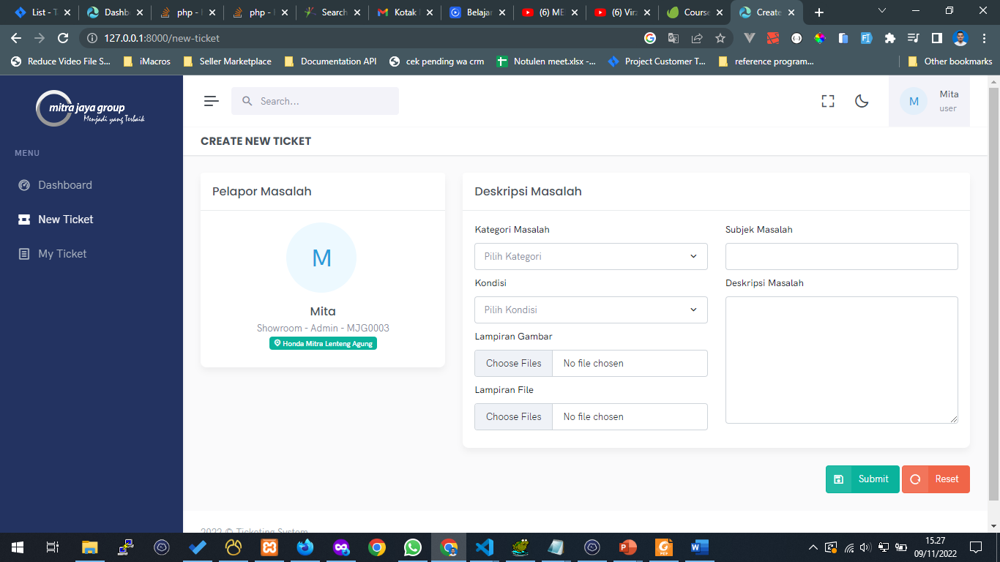 List - T
Dashb
php -
php -
Search
Kotak
Belajar
(6) ME
(6) Vir
Course
Create
127.0.0.1:8000/new-ticket
Reduce Video File S...
iMacros
Seller Marketplace
Documentation API
cek pending wa crm
Notulen meet.xlsx -...
Project Customer T...
reference program...
Other bookmarks
mitra jaya group
Menjadi yang Terbaik
Search...
M
Mita
user
CREATE NEW TICKET
MENU
Dashboard
New Ticket
My Ticket
Pelapor Masalah
M
Mita
Showroom - Admin - MJG0003
Honda Mitra Lenteng Agung
Deskripsi Masalah
Kategori Masalah
Pilih Kategori
Kondisi
Pilih Kondisi
Lampiran Gambar
Choose Files No file chosen
Lampiran File
Choose Files No file chosen
Subjek Masalah
Deskripsi Masalah
Submit
Reset
2022 © Ticketing System
15.27
09/11/2022